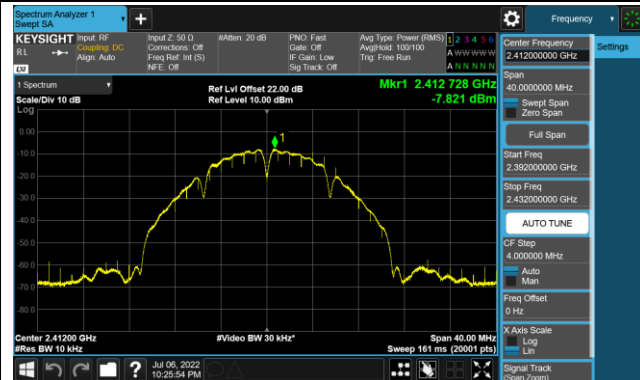 Spectrum Analyzer 1
Swept SA
Frequency
KEYSIGHT
RL
LXI
Input: RF
Coupling: DC
Align: Auto
Input Z: 50 Ω
Corrections: Off
Freq Ref: Int (S)
NFE: Off
#Atten: 20 dB
PNO: Fast
Gate: Off
IF Gain: Low
Sig Track: Off
Avg Type: Power (RMS)
Avg|Hold: 100/100
Trig: Free Run
1 2 3 4 5 6
A W W W W W
A N N N N N
Settings
1 Spectrum
Scale/Div 10 dB
Log
Ref Lvl Offset 22.00 dB
Ref Level 10.00 dBm
Mkr1 2.412 728 GHz
-7.821 dBm
1
0.00
-10.0
-20.0
-30.0
-40.0
-50.0
-60.0
-70.0
-80.0
Center 2.41200 GHz
#Res BW 10 kHz
#Video BW 30 kHz*
Span 40.00 MHz
Sweep 161 ms (20001 pts)
Center Frequency
2.412000000 GHz
Span
40.0000000 MHz
Swept Span
Zero Span
Full Span
Start Freq
2.392000000 GHz
Stop Freq
2.432000000 GHz
AUTO TUNE
CF Step
4.000000 MHz
Auto
Man
Freq Offset
0 Hz
X Axis Scale
Log
Lin
Signal Track
(Span Zoom)
?
Jul 06, 2022
10:25:54 PM